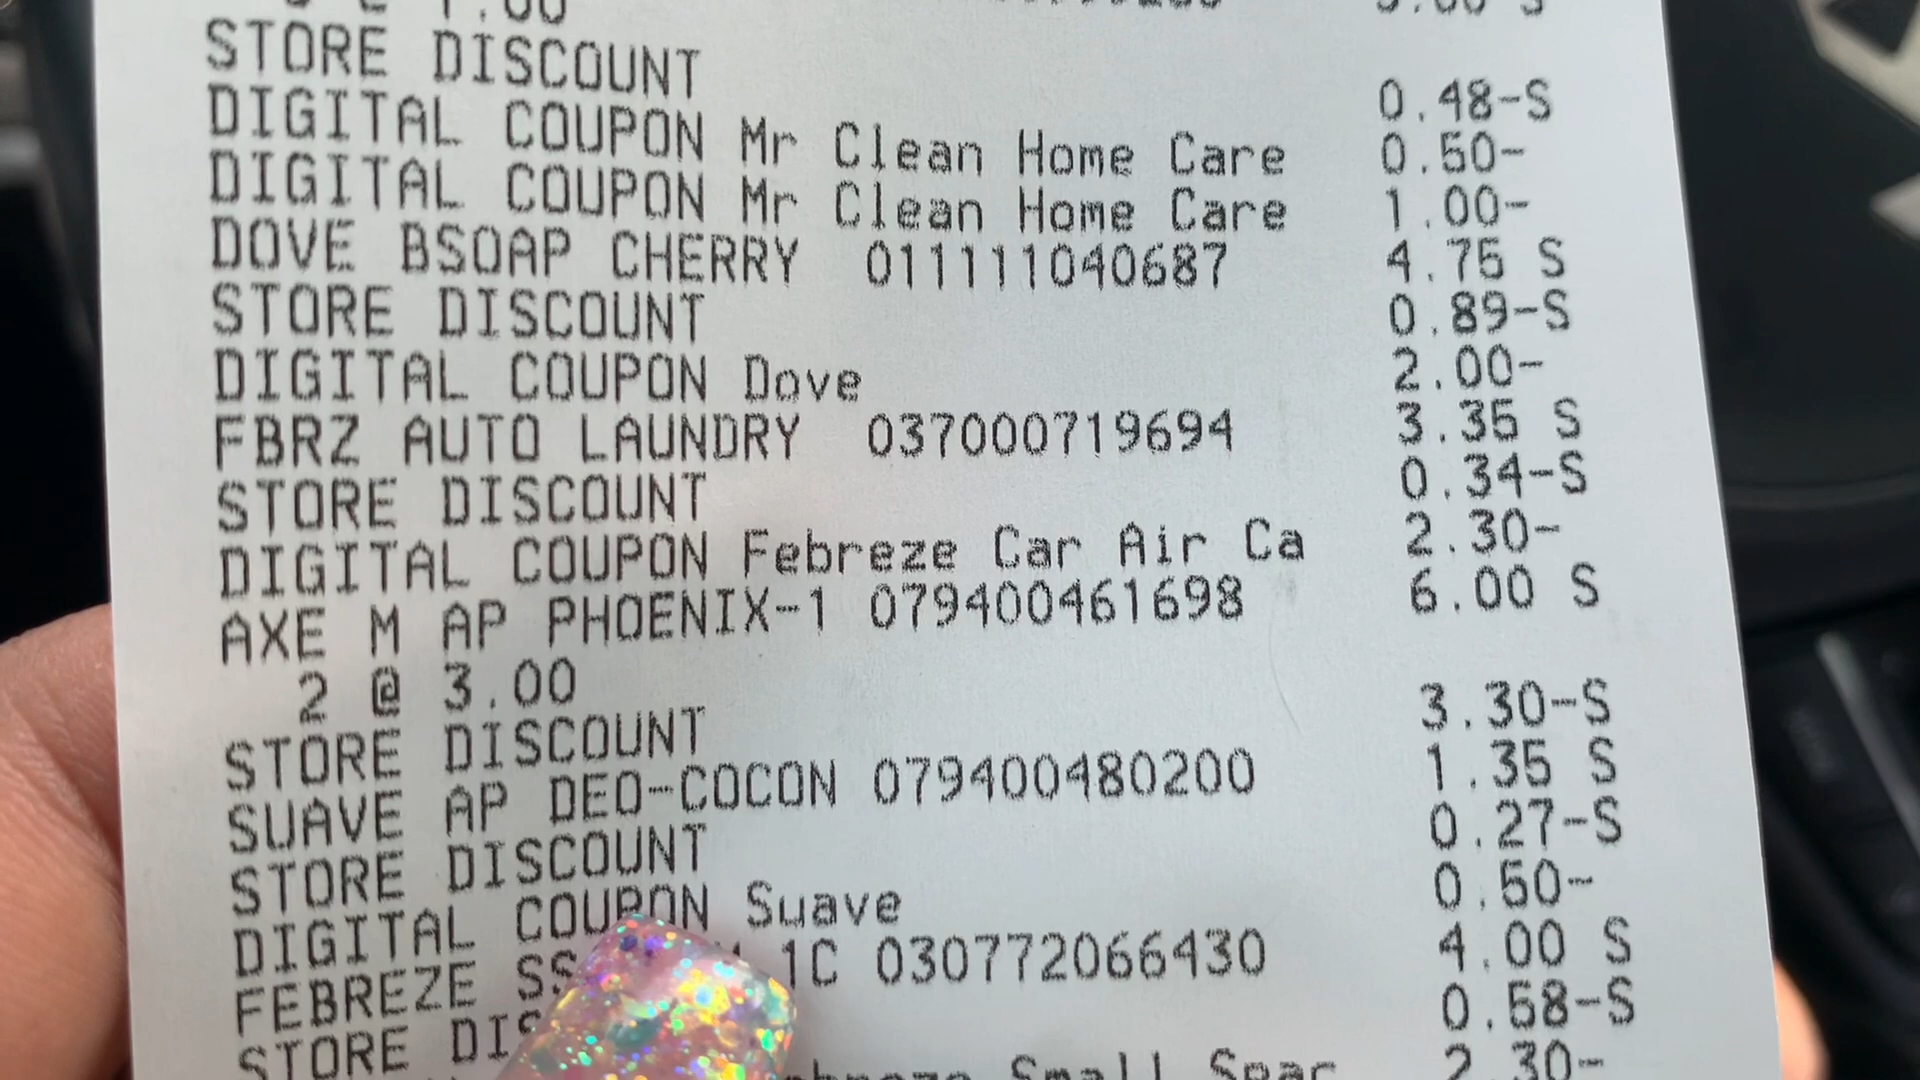 STORE DISCOUNT 0.48-S
DIGITAL COUPON Mr Clean Home Care 0.50-
DIGITAL COUPON Mr Clean Home Care 1.00-
DOVE BSOAP CHERRY 011111040687 4.75 S
STORE DISCOUNT 0.89-S
DIGITAL COUPON Dove 2.00-
FBRZ AUTO LAUNDRY 037000719694 3.35 S
STORE DISCOUNT 0.34-S
DIGITAL COUPON Febreze Car Air Ca 2.30-
AXE M AP PHOENIX-1 079400461698 6.00 S
2 @ 3.00
STORE DISCOUNT 3.30-S
SUAVE AP DEO-COCON 079400480200 1.35 S
STORE DISCOUNT 0.27-S
DIGITAL COUPON Suave 0.50-
FEBREZE 1C 030772066430 4.00 S
STORE 0.58-S
Small Spar 2.30-